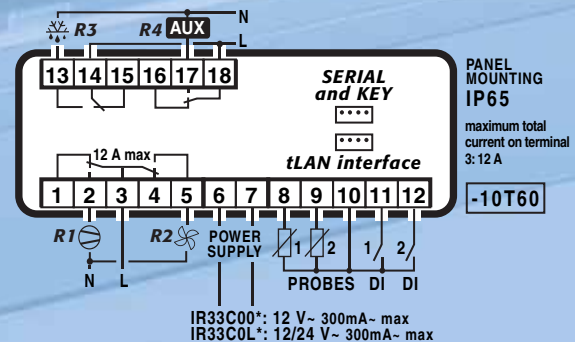 N
R3 R4 AUX
L
13 14 15 16 17 18
SERIAL
and KEY
12 A max
tLAN interface
1 2 3 4 5 6 7 8 9 10 11 12
R1 R2 POWER
SUPPLY
1 2 1 2
N L
PROBES DI DI
IR33C00*: 12 V~ 300mA~ max
IR33C0L*: 12/24 V~ 300mA~ max
PANEL
MOUNTING
IP65
maximum total
current on terminal
3: 12 A
-10T60